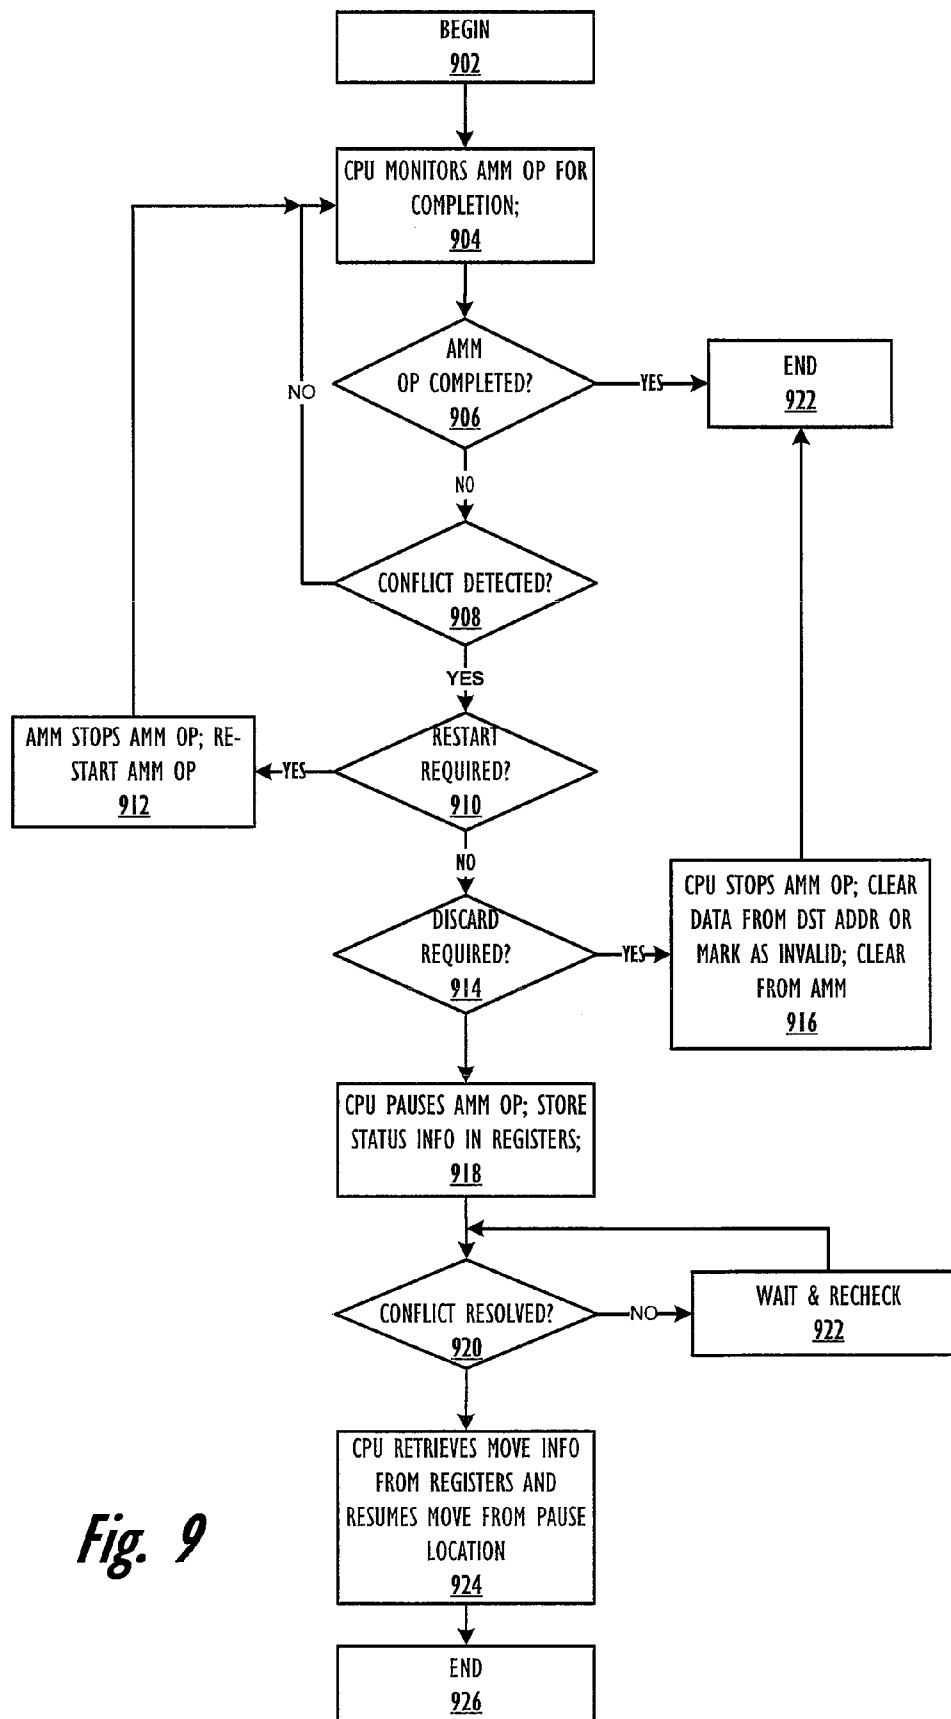 BEGIN
902
CPU MONITORS AMM OP FOR
COMPLETION;
904
AMM
OP COMPLETED?
906
YES
END
922
NO
NO
CONFLICT DETECTED?
908
YES
AMM STOPS AMM OP; RE-
START AMM OP
912
YES
RESTART
REQUIRED?
910
NO
DISCARD
REQUIRED?
914
YES
CPU STOPS AMM OP; CLEAR
DATA FROM DST ADDR OR
MARK AS INVALID; CLEAR
FROM AMM
916
CPU PAUSES AMM OP; STORE
STATUS INFO IN REGISTERS;
918
CONFLICT RESOLVED?
920
NO
WAIT & RECHECK
922
CPU RETRIEVES MOVE INFO
FROM REGISTERS AND
RESUMES MOVE FROM PAUSE
LOCATION
924
END
926
Fig. 9